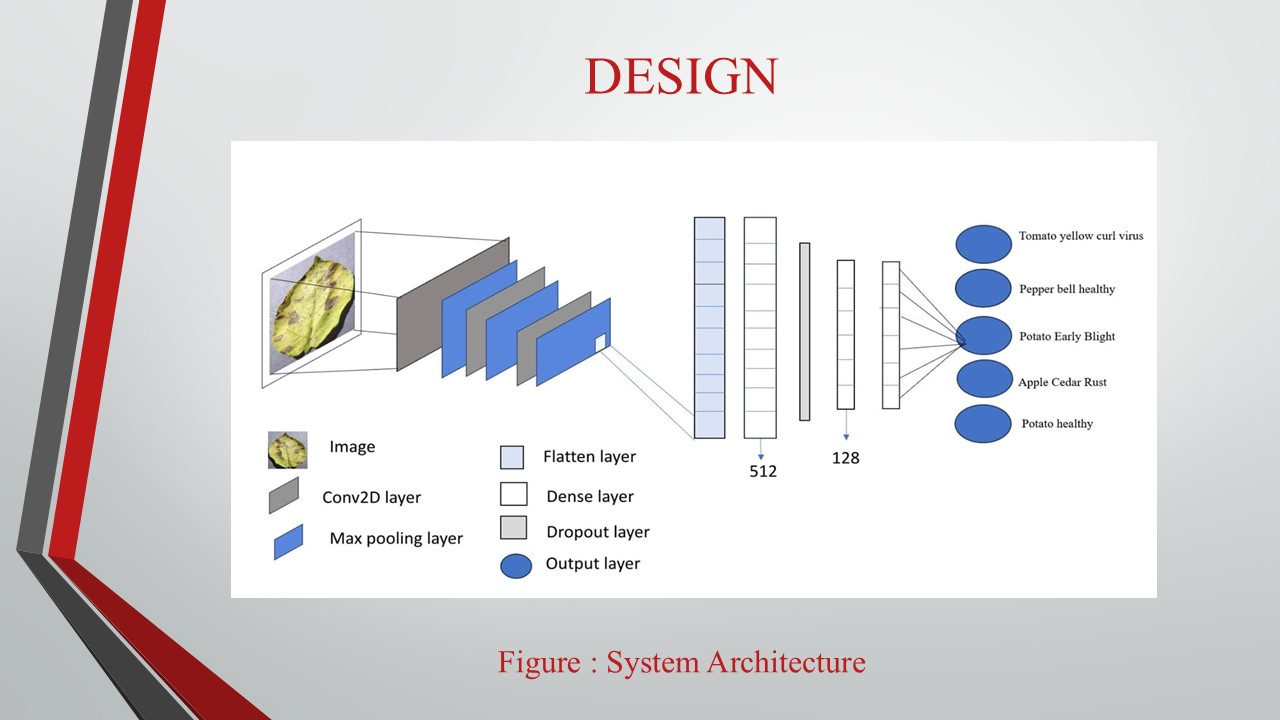 DESIGN
Tomato yellow curl virus
Pepper bell healthy
Potato Early Blight
Apple Cedar Rust
Potato healthy
512
128
Image
Conv2D layer
Max pooling layer
Flatten layer
Dense layer
Dropout layer
Output layer
Figure : System Architecture